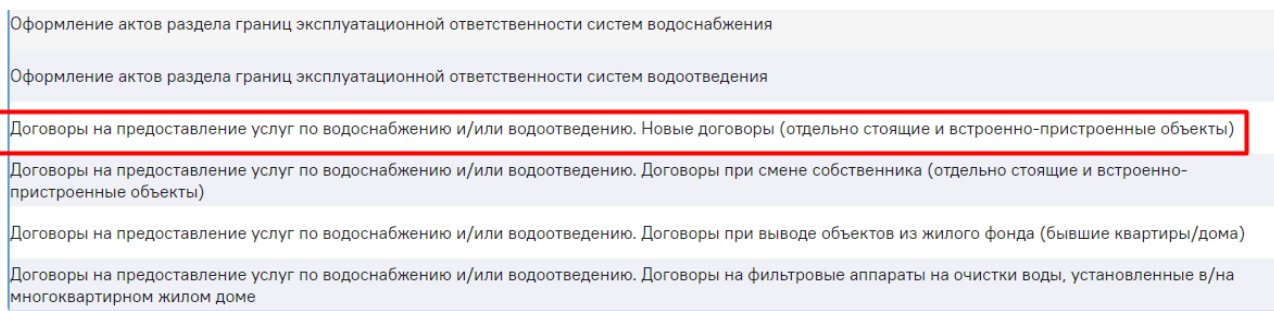 Оформление актов раздела границ эксплуатационной ответственности систем водоснабжения
Оформление актов раздела границ эксплуатационной ответственности систем водоотведения
Договоры на предоставление услуг по водоснабжению и/или водоотведению. Новые договоры (отдельно стоящие и встроенно-пристроенные объекты)
Договоры на предоставление услуг по водоснабжению и/или водоотведению. Договоры при смене собственника (отдельно стоящие и встроенно-
пристроенные объекты)
Договоры на предоставление услуг по водоснабжению и/или водоотведению. Договоры при выводе объектов из жилого фонда (бывшие квартиры/дома)
Договоры на предоставление услуг по водоснабжению и/или водоотведению. Договоры на фильтровые аппараты на очистки воды, установленные в/на
многоквартирном жилом доме